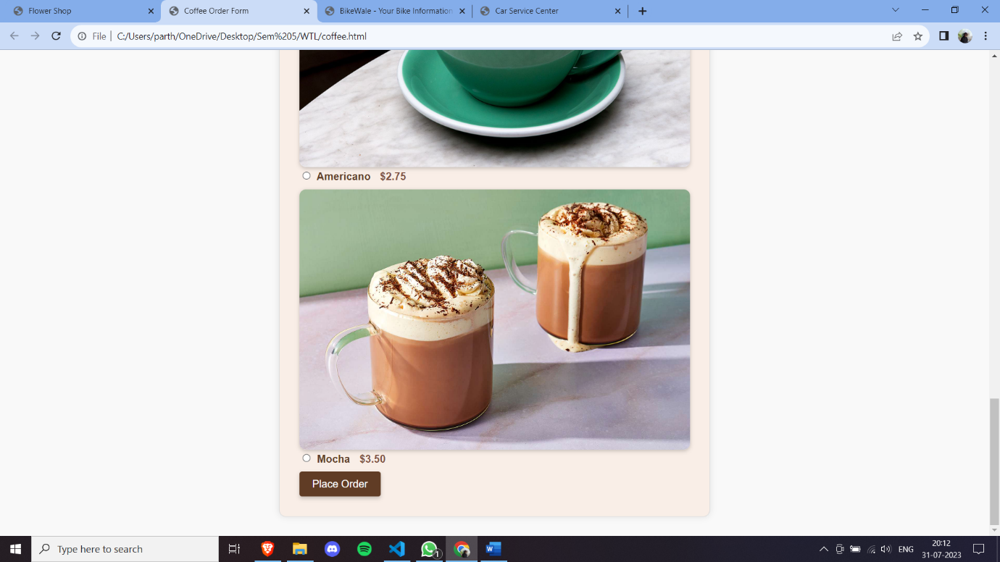 Flower Shop
Coffee Order Form
BikeWale - Your Bike Information
Car Service Center
File
C:/Users/parth/OneDrive/Desktop/Sem%205/WTL/coffee.html
Americano $2.75
Mocha $3.50
Place Order
Type here to search
1
W
ENG
20:12
31-07-2023